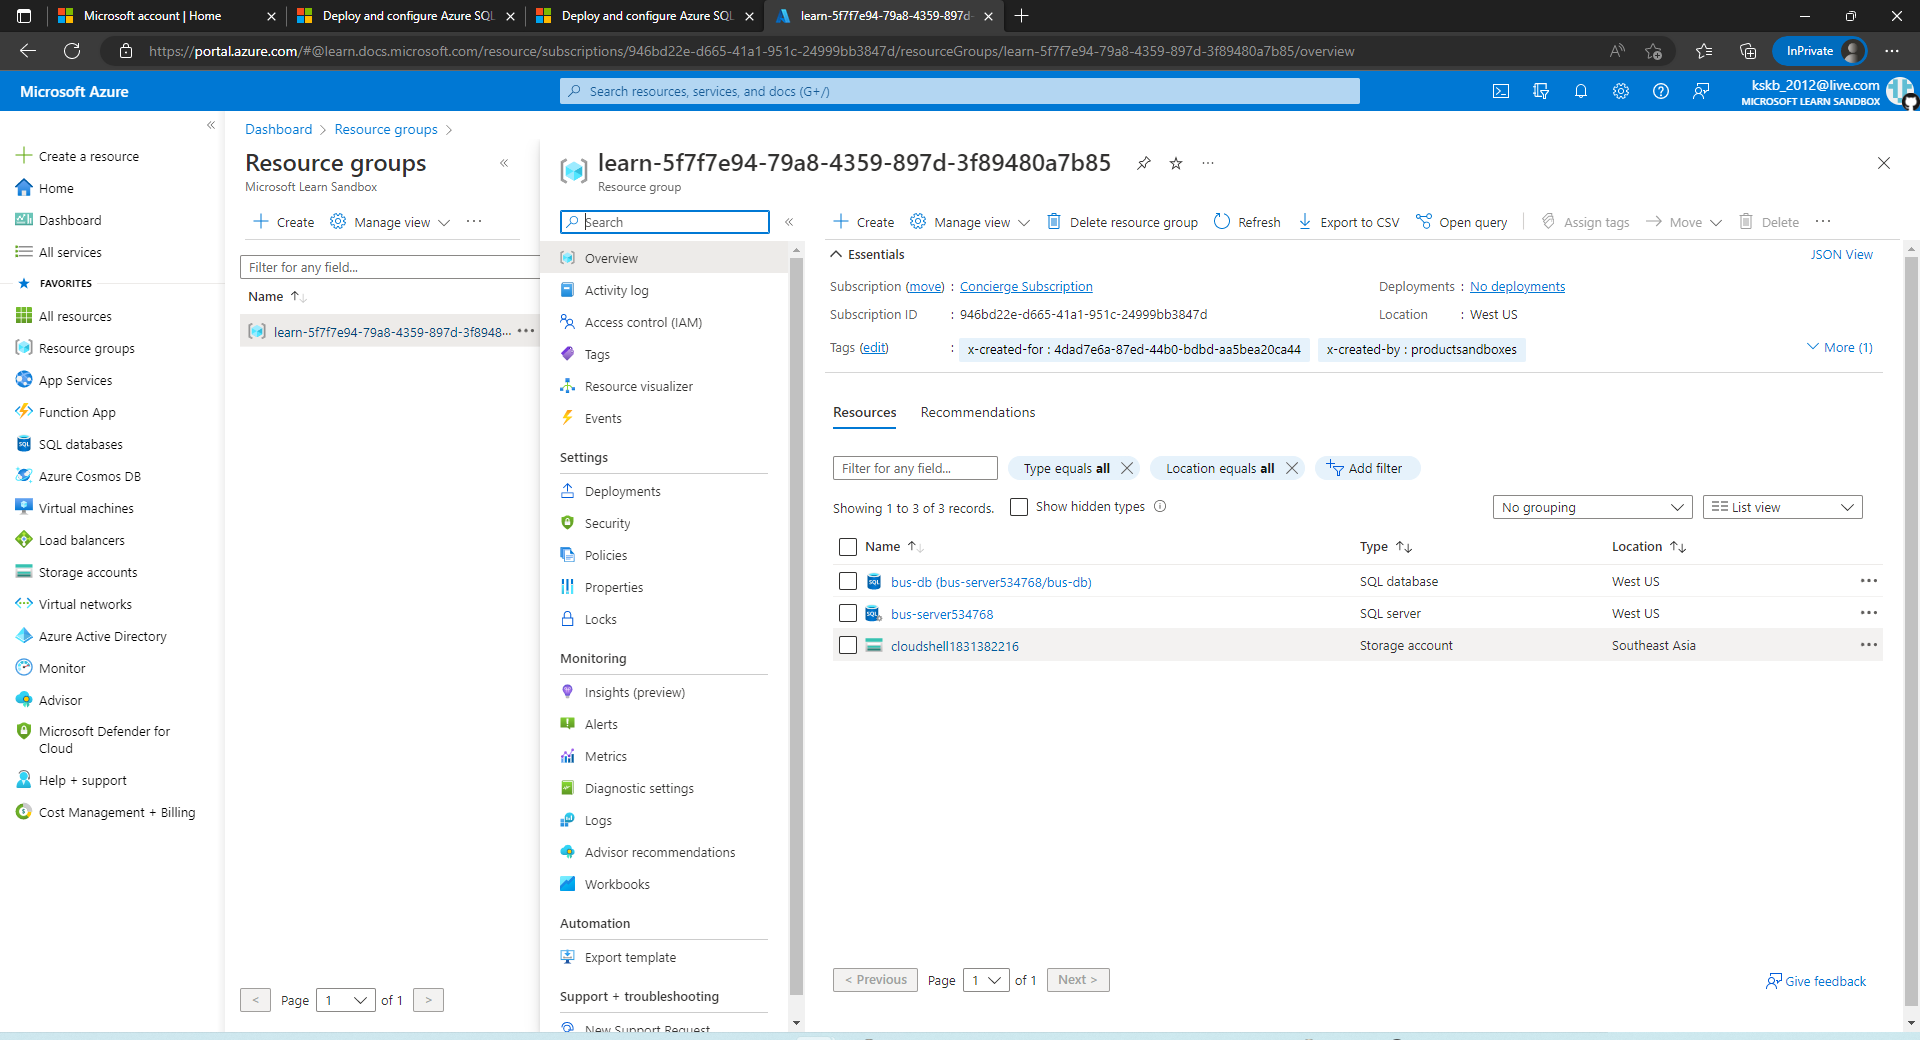 Microsoft account | Home
Deploy and configure Azure SQL
Deploy and configure Azure SQL
learn-5f7f7e94-79a8-4359-897d-
https://portal.azure.com/#@learn.docs.microsoft.com/resource/subscriptions/946bd22e-d665-41a1-951c-24999bb3847d/resourceGroups/learn-5f7f7e94-79a8-4359-897d-3f89480a7b85/overview
InPrivate
Microsoft Azure
Search resources, services, and docs (G+/)
kskb_2012@live.com
MICROSOFT LEARN SANDBOX
Create a resource
Home
Dashboard
All services
FAVORITES
All resources
Resource groups
App Services
Function App
SQL databases
Azure Cosmos DB
Virtual machines
Load balancers
Storage accounts
Virtual networks
Azure Active Directory
Monitor
Advisor
Microsoft Defender for
Cloud
Help + support
Cost Management + Billing
Dashboard > Resource groups >
Resource groups
Microsoft Learn Sandbox
Create Manage view ...
Filter for any field...
Name
learn-5f7f7e94-79a8-4359-897d-3f8948... ...
< Page 1 of 1 >
learn-5f7f7e94-79a8-4359-897d-3f89480a7b85 ...
Resource group
Search
Overview
Activity log
Access control (IAM)
Tags
Resource visualizer
Events
Settings
Deployments
Security
Policies
Properties
Locks
Monitoring
Insights (preview)
Alerts
Metrics
Diagnostic settings
Logs
Advisor recommendations
Workbooks
Automation
Export template
Support + troubleshooting
New Support Request
Create Manage view Delete resource group Refresh Export to CSV Open query Assign tags Move Delete ...
Essentials
JSON View
Subscription (move) : Concierge Subscription
Deployments : No deployments
Subscription ID : 946bd22e-d665-41a1-951c-24999bb3847d
Location : West US
Tags (edit) : x-created-for : 4dad7e6a-87ed-44b0-bdbd-aa5bea20ca44 x-created-by : productsandboxes
More (1)
Resources Recommendations
Filter for any field... Type equals all Location equals all Add filter
Showing 1 to 3 of 3 records. Show hidden types
No grouping List view
Name Type Location
bus-db (bus-server534768/bus-db) SQL database West US ...
bus-server534768 SQL server West US ...
cloudshell1831382216 Storage account Southeast Asia ...
< Previous Page 1 of 1 Next >
Give feedback